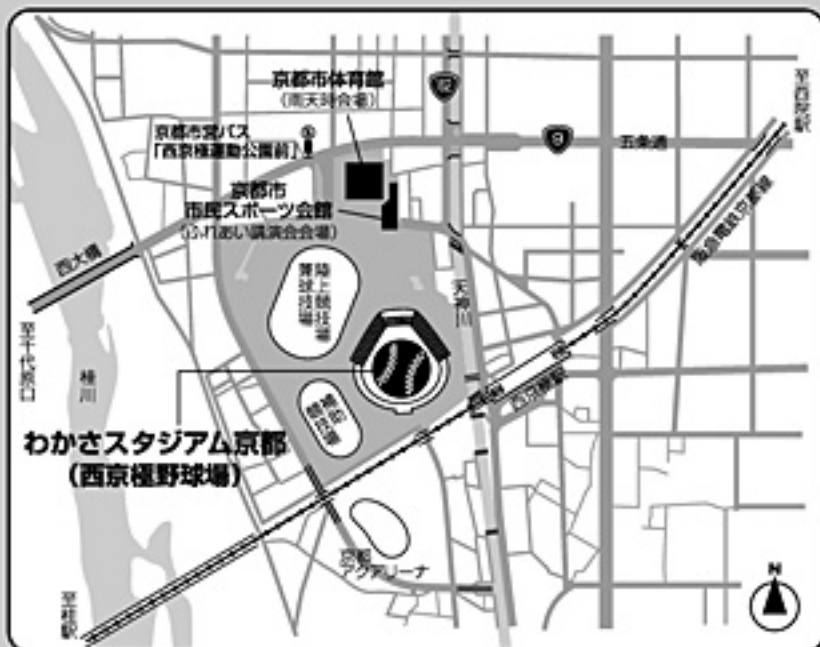 京都市体育館
(雨天時会場)
至西院駅
京都市営バス
「西京極運動公園前」
9
五条通
京都市
市民スポーツ会館
(ふれあい講演会会場)
阪急電鉄京都線
西大橋
陸上競技場
兼球技場
天神川
至千代原口
桂川
西京極駅
補助競技場
わかさスタジアム京都
(西京極野球場)
京都
アクアリーナ
至桂駅
N